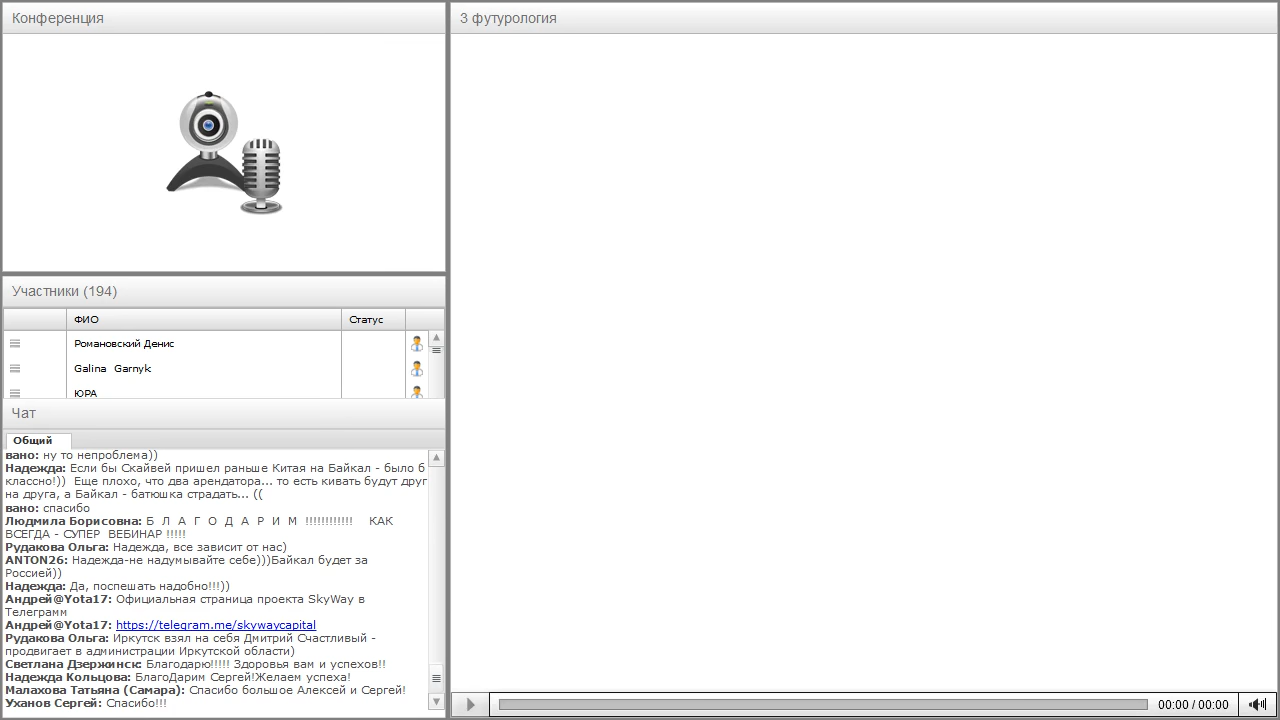 Конференция
3 футурология
Участники (194)
ФИО
Статус
Романовский Денис
Galina Garnyk
ЮРА
Чат
Общий
вано: ну то непроблема))
Надежда: Если бы Скайвей пришел раньше Китая на Байкал - было б
классно!)) Еще плохо, что два арендатора... то есть кивать будут друг
на друга, а Байкал - батюшка страдать... ((
вано: спасибо
Людмила Борисовна: Б Л А Г О Д А Р И М !!!!!!!!!!!! КАК
ВСЕГДА - СУПЕР ВЕБИНАР !!!!!
Рудакова Ольга: Надежда, все зависит от нас)
ANTON26: Надежда-не надумывайте себе)))Байкал будет за
Россией))
Надежда: Да, поспешать надобно!!!))
Андрей@Yota17: Официальная страница проекта SkyWay в
Телеграмм
Андрей@Yota17: https://telegram.me/skywaycapital
Рудакова Ольга: Иркутск взял на себя Дмитрий Счастливый -
продвигает в администрации Иркутской области)
Светлана Дзержинск: Благодарю!!!!! Здоровья вам и успехов!!
Надежда Кольцова: БлагоДарим Сергей!Желаем успеха!
Малахова Татьяна (Самара): Спасибо большое Алексей и Сергей!
Уханов Сергей: Спасибо!!!
00:00 / 00:00